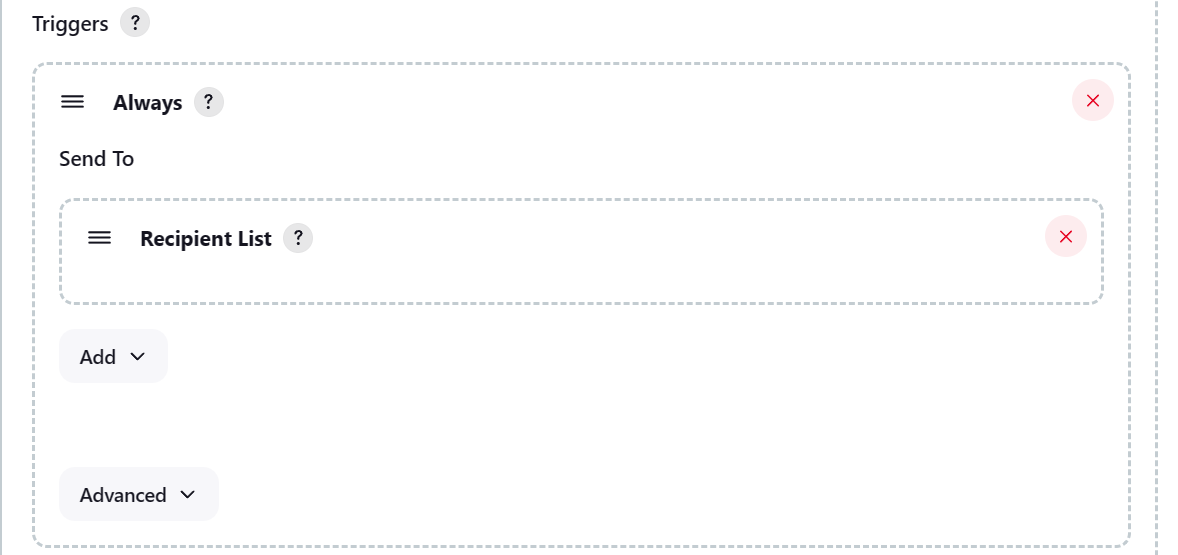 Triggers ?
Always ?
Send To
Recipient List ?
Add
Advanced